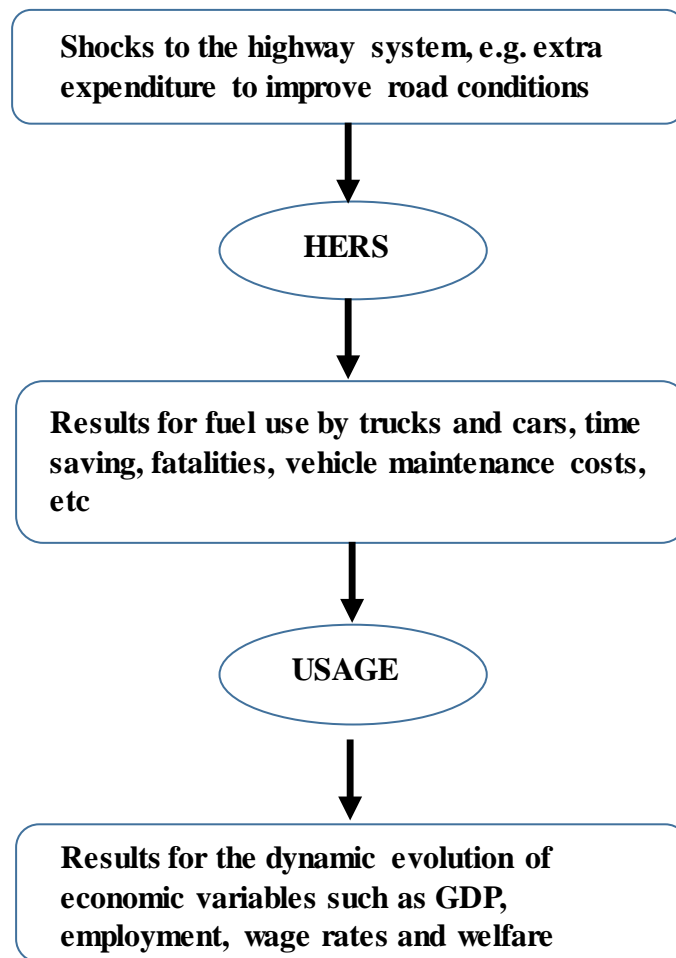 Shocks to the highway system, e.g. extra
expenditure to improve road conditions
HERS
Results for fuel use by trucks and cars, time
saving, fatalities, vehicle maintenance costs,
etc
USAGE
Results for the dynamic evolution of
economic variables such as GDP,
employment, wage rates and welfare